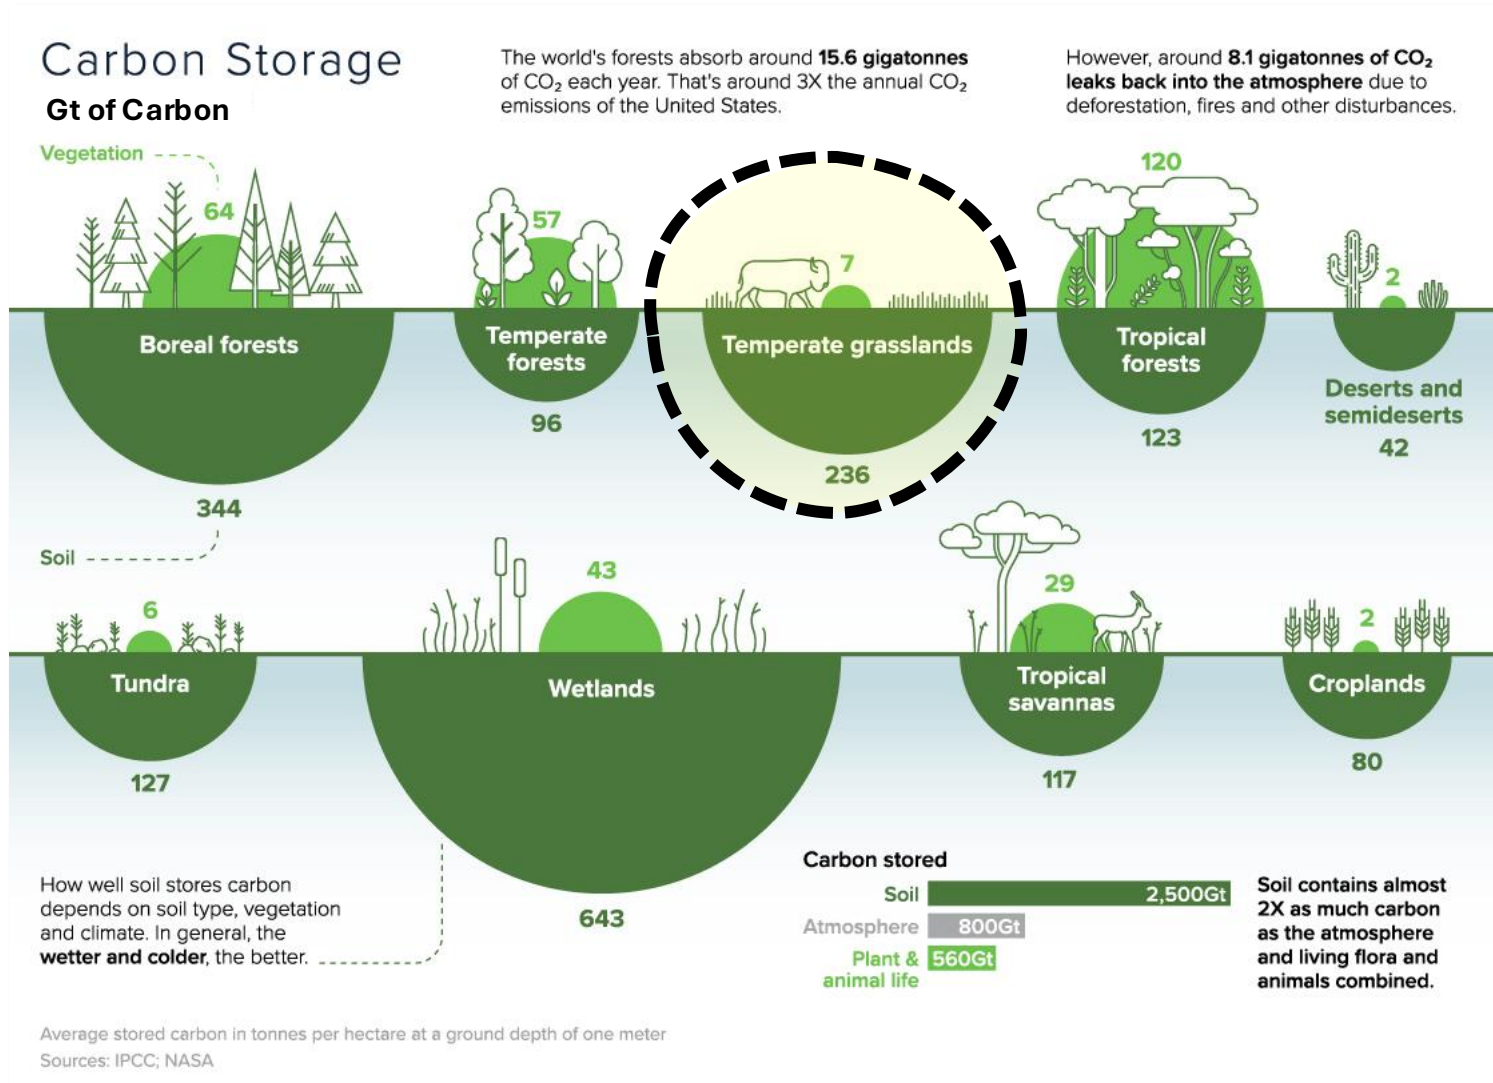 Carbon Storage
Gt of Carbon
The world's forests absorb around 15.6 gigatonnes
of CO₂ each year. That's around 3X the annual CO₂
emissions of the United States.
However, around 8.1 gigatonnes of CO₂
leaks back into the atmosphere due to
deforestation, fires and other disturbances.
Vegetation
64
Boreal forests
344
Soil
57
Temperate
forests
96
7
Temperate grasslands
236
120
Tropical
forests
123
2
Deserts and
semideserts
42
6
Tundra
127
43
Wetlands
643
29
Tropical
savannas
117
2
Croplands
80
How well soil stores carbon
depends on soil type, vegetation
and climate. In general, the
wetter and colder, the better.
Carbon stored
Soil 2,500Gt
Atmosphere 800Gt
Plant & 560Gt
animal life
Soil contains almost
2X as much carbon
as the atmosphere
and living flora and
animals combined.
Average stored carbon in tonnes per hectare at a ground depth of one meter
Sources: IPCC; NASA